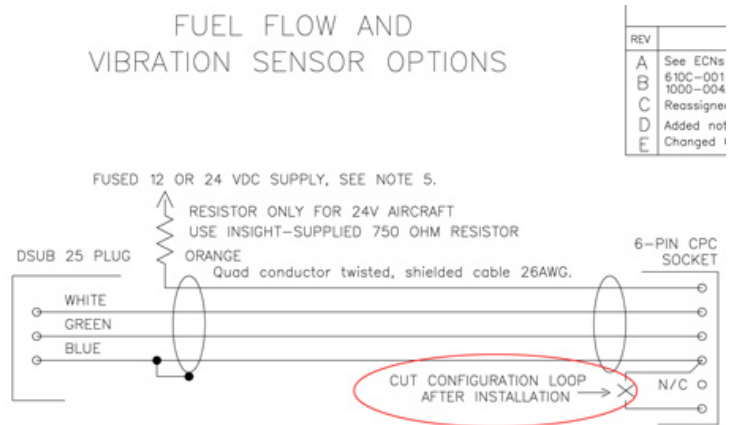 FUEL FLOW AND
VIBRATION SENSOR OPTIONS
REV
A See ECNs
B 610C-001
1000-004
C Reassigne
D Added not
E Changed
FUSED 12 OR 24 VDC SUPPLY, SEE NOTE 5.
RESISTOR ONLY FOR 24V AIRCRAFT
USE INSIGHT-SUPPLIED 750 OHM RESISTOR
DSUB 25 PLUG
ORANGE
Quad conductor twisted, shielded cable 26AWG.
6-PIN CPC
SOCKET
WHITE
GREEN
BLUE
CUT CONFIGURATION LOOP
AFTER INSTALLATION
N/C